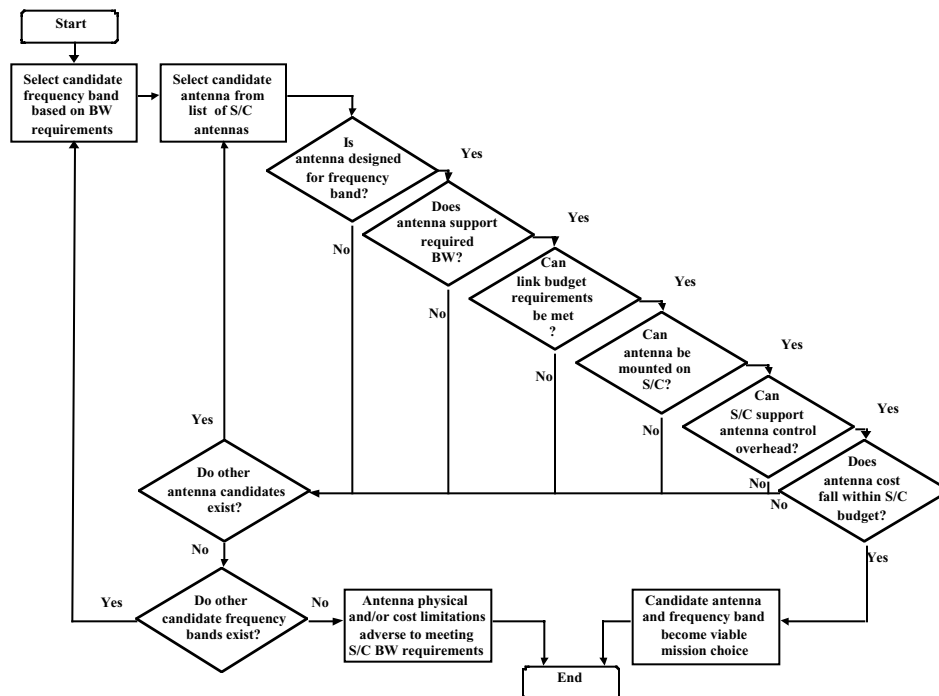 Start
Select candidate
frequency band
based on BW
requirements
Select candidate
antenna from
list of S/C
antennas
Is
antenna designed
for frequency
band?
Yes
No
Does
antenna support
required
BW?
Yes
No
Can
link budget
requirements
be met
?
Yes
No
Can
antenna be
mounted on
S/C?
Yes
No
Can
S/C support
antenna control
overhead?
Yes
No
Does
antenna cost
fall within S/C
budget?
No
Yes
Yes
Do other
antenna candidates
exist?
No
Yes
Do other
candidate frequency
bands exist?
No
Antenna physical
and/or cost limitations
adverse to meeting
S/C BW requirements
Candidate antenna
and frequency band
become viable
mission choice
End